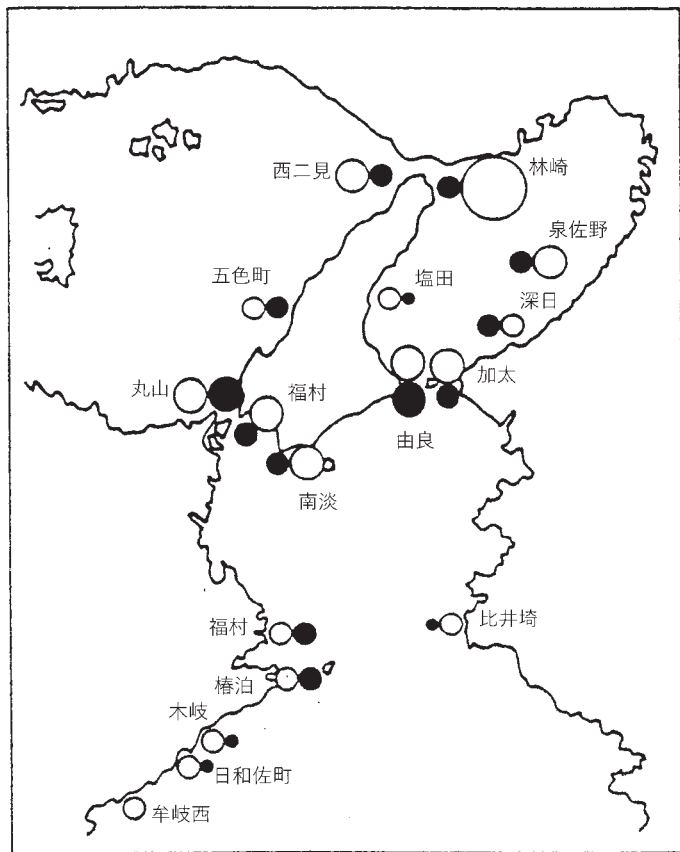 西二見
林崎
泉佐野
五色町
塩田
深日
丸山
福村
加太
由良
南淡
福村
比井埼
椿泊
木岐
日和佐町
牟岐西